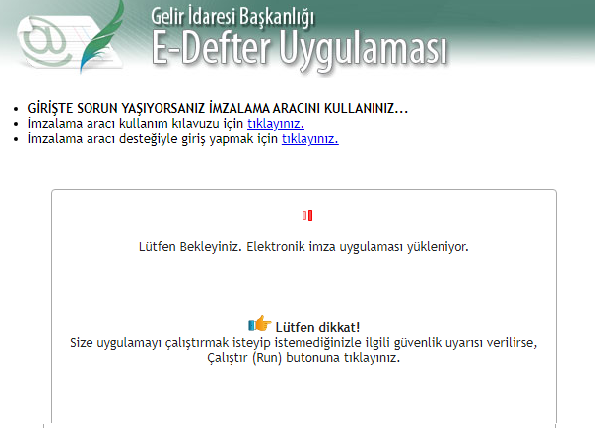 Gelir İdaresi Başkanlığı
E-Defter Uygulaması
GİRİŞTE SORUN YAŞIYORSANIZ İMZALAMA ARACINI KULLANINIZ...
İmzalama aracı kullanım kılavuzu için tıklayınız.
İmzalama aracı desteğiyle giriş yapmak için tıklayınız.
Lütfen Bekleyiniz. Elektronik imza uygulaması yükleniyor.
Lütfen dikkat!
Size uygulamayı çalıştırmak isteyip istemediğinizle ilgili güvenlik uyarısı verilirse,
Çalıştır (Run) butonuna tıklayınız.